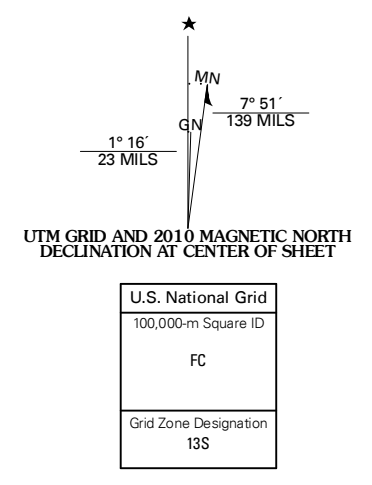 ★
MN
7° 51´
139 MILS
GN
1° 16´
23 MILS
UTM GRID AND 2010 MAGNETIC NORTH
DECLINATION AT CENTER OF SHEET
U.S. National Grid
100,000-m Square ID
FC
Grid Zone Designation
13S